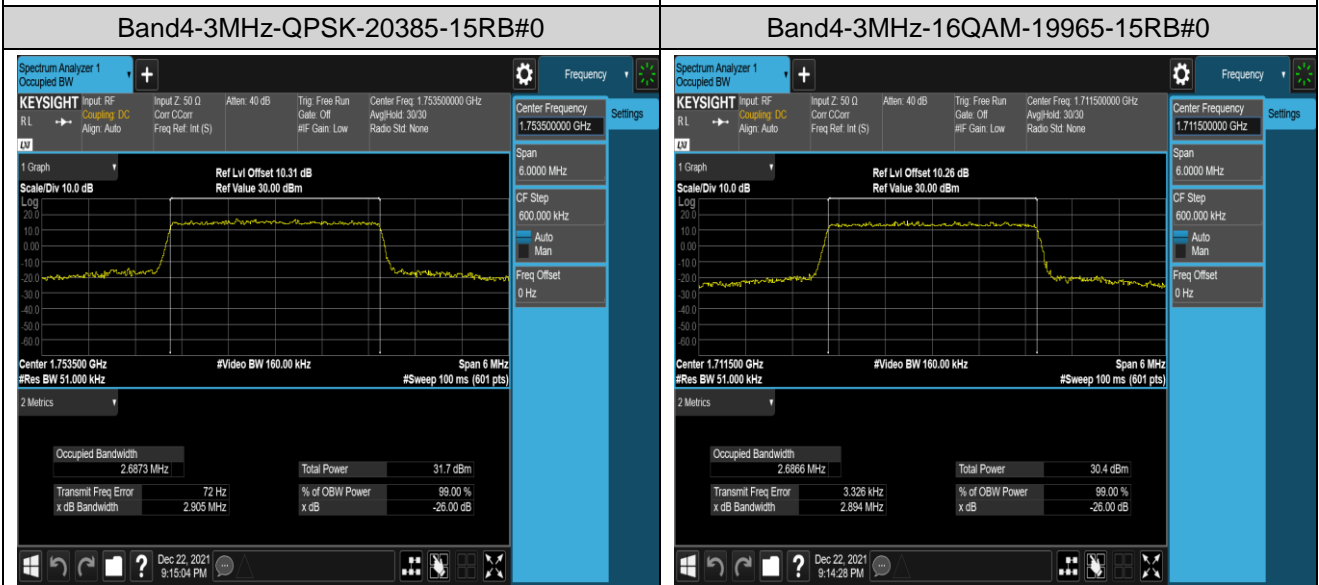 Band4-3MHz-QPSK-20385-15RB#0
Spectrum Analyzer 1
Occupied BW
+
Frequency
KEYSIGHT
RL
LXI
Input: RF
Coupling: DC
Align: Auto
Input Z: 50 Ω
Corr CCorr
Freq Ref: Int (S)
Atten: 40 dB
Trig: Free Run
Gate: Off
#IF Gain: Low
Center Freq: 1.753500000 GHz
Avg|Hold: 30/30
Radio Std: None
Center Frequency
1.753500000 GHz
Settings
Span
6.0000 MHz
CF Step
600.000 kHz
Auto
Man
Freq Offset
0 Hz
1 Graph
Scale/Div 10.0 dB
Ref Lvl Offset 10.31 dB
Ref Value 30.00 dBm
Log
20.0
10.0
0.00
-10.0
-20.0
-30.0
-40.0
-50.0
-60.0
Center 1.753500 GHz
#Res BW 51.000 kHz
#Video BW 160.00 kHz
Span 6 MHz
#Sweep 100 ms (601 pts)
2 Metrics
Occupied Bandwidth
2.6873 MHz
Total Power 31.7 dBm
Transmit Freq Error 72 Hz
% of OBW Power 99.00 %
x dB Bandwidth 2.905 MHz
x dB -26.00 dB
?
Dec 22, 2021
9:15:04 PM
Band4-3MHz-16QAM-19965-15RB#0
Spectrum Analyzer 1
Occupied BW
+
Frequency
KEYSIGHT
RL
LXI
Input: RF
Coupling: DC
Align: Auto
Input Z: 50 Ω
Corr CCorr
Freq Ref: Int (S)
Atten: 40 dB
Trig: Free Run
Gate: Off
#IF Gain: Low
Center Freq: 1.711500000 GHz
Avg|Hold: 30/30
Radio Std: None
Center Frequency
1.711500000 GHz
Settings
Span
6.0000 MHz
CF Step
600.000 kHz
Auto
Man
Freq Offset
0 Hz
1 Graph
Scale/Div 10.0 dB
Ref Lvl Offset 10.26 dB
Ref Value 30.00 dBm
Log
20.0
10.0
0.00
-10.0
-20.0
-30.0
-40.0
-50.0
-60.0
Center 1.711500 GHz
#Res BW 51.000 kHz
#Video BW 160.00 kHz
Span 6 MHz
#Sweep 100 ms (601 pts)
2 Metrics
Occupied Bandwidth
2.6866 MHz
Total Power 30.4 dBm
Transmit Freq Error 3.326 kHz
% of OBW Power 99.00 %
x dB Bandwidth 2.894 MHz
x dB -26.00 dB
?
Dec 22, 2021
9:14:28 PM